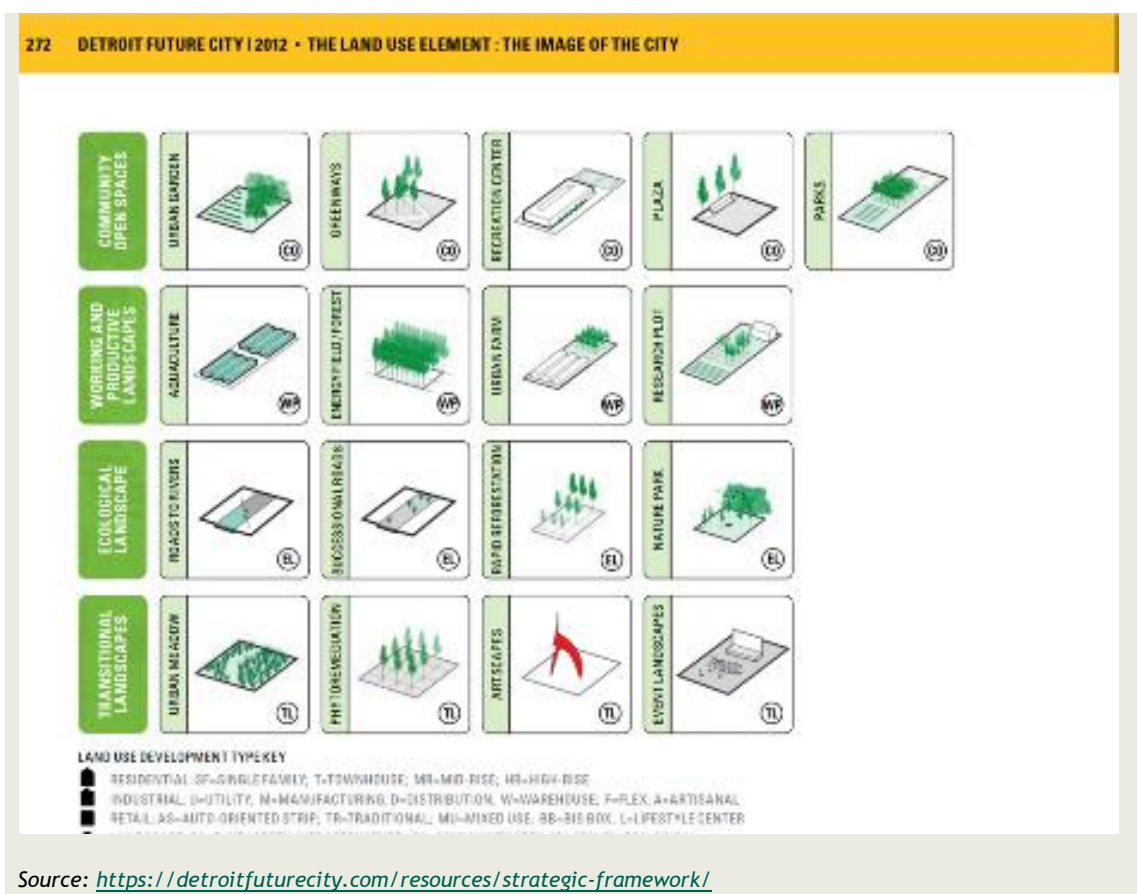 272 DETROIT FUTURE CITY | 2012 • THE LAND USE ELEMENT : THE IMAGE OF THE CITY
COMMUNITY
OPEN SPACES
URBAN GARDEN
CO
GREENWAYS
CO
RECREATION CENTER
CO
PLAZA
CO
PARKS
CO
WORKING AND
PRODUCTIVE
LANDSCAPES
AQUACULTURE
WP
ENERGY FIELD / FOREST
WP
URBAN FARM
WP
RESEARCH PLOT
WP
ECOLOGICAL
LANDSCAPE
ROADS TO RIVERS
EL
SUCCESSIONAL ROADS
EL
RAPID REFORESTATION
EL
NATURE PARK
EL
TRANSITIONAL
LANDSCAPES
URBAN MEADOW
TL
PHYTOREMEDIATION
TL
ARTSCAPES
TL
EVENT LANDSCAPES
TL
LAND USE DEVELOPMENT TYPE KEY
RESIDENTIAL: SF=SINGLE FAMILY; T=TOWNHOUSE; MR=MID-RISE; HR=HIGH-RISE
INDUSTRIAL: U=UTILITY, M=MANUFACTURING, D=DISTRIBUTION, W=WAREHOUSE, F=FLEX, A=ARTISANAL
RETAIL: AS=AUTO-ORIENTED STRIP; TR=TRADITIONAL; MU=MIXED USE; BB=BIG BOX; L=LIFESTYLE CENTER
Source: https://detroitfuturecity.com/resources/strategic-framework/